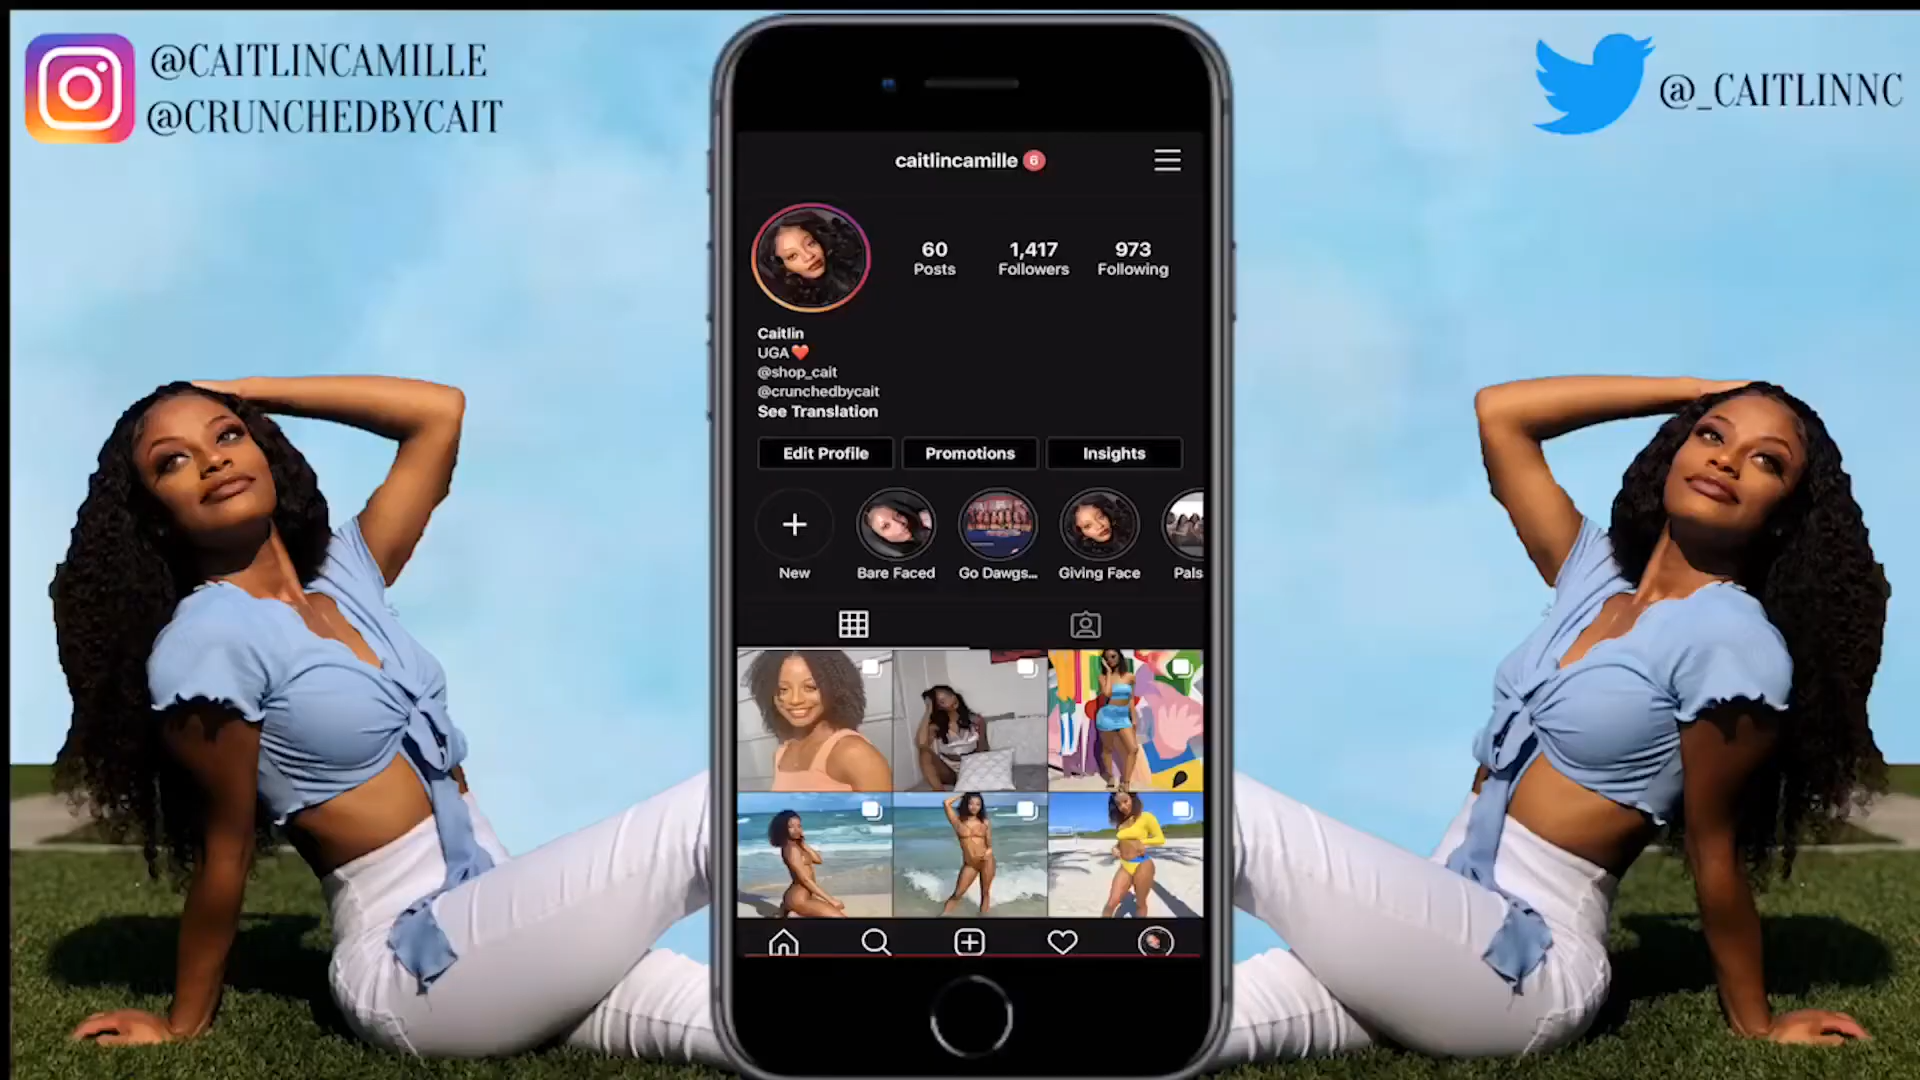 @CAITLINCAMILLE
@CRUNCHEDBYCAIT
@_CAITLINNC
caitlincamille 6
60
Posts
1,417
Followers
973
Following
Caitlin
UGA❤️
@shop_cait
@crunchedbycait
See Translation
Edit Profile
Promotions
Insights
New
Bare Faced
Go Dawgs...
Giving Face
Pals